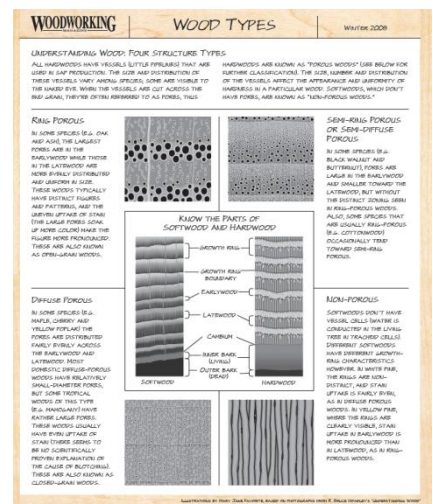 WOODWORKING
MAGAZINE
WOOD TYPES
WINTER 2008
UNDERSTANDING WOOD: FOUR STRUCTURE TYPES
ALL HARDWOODS HAVE VESSELS (LITTLE PIPELINES) THAT ARE
USED IN SAP PRODUCTION. THE SIZE AND DISTRIBUTION OF
THESE VESSELS VARY AMONG SPECIES; SOME ARE VISIBLE TO
THE NAKED EYE. WHEN THE VESSELS ARE CUT ACROSS THE
END GRAIN, THEY'RE OFTEN REFERRED TO AS PORES, THUS
HARDWOODS ARE KNOWN AS "POROUS WOODS" (SEE BELOW FOR
FURTHER CLASSIFICATION). THE SIZE, NUMBER AND DISTRIBUTION
OF THE VESSELS AFFECT THE APPEARANCE AND UNIFORMITY OF
HARDNESS IN A PARTICULAR WOOD. SOFTWOODS, WHICH DON'T
HAVE PORES, ARE KNOWN AS "NON-POROUS WOODS."
RING POROUS
IN SOME SPECIES (E.G. OAK
AND ASH), THE LARGEST
PORES ARE IN THE
EARLYWOOD WHILE THOSE
IN THE LATEWOOD ARE
MORE EVENLY DISTRIBUTED
AND UNIFORM IN SIZE.
THESE WOODS TYPICALLY
HAVE DISTINCT FIGURES
AND PATTERNS, AND THE
UNEVEN UPTAKE OF STAIN
(THE LARGE PORES SOAK
UP MORE COLOR) MAKE THE
FIGURE MORE PRONOUNCED.
THESE ARE ALSO KNOWN
AS OPEN-GRAIN WOODS.
SEMI-RING POROUS
OR SEMI-DIFFUSE
POROUS
IN SOME SPECIES (E.G.
BLACK WALNUT AND
BUTTERNUT), PORES ARE
LARGE IN THE EARLYWOOD
AND SMALLER TOWARD THE
LATEWOOD, BUT WITHOUT
THE DISTINCT ZONING SEEN
IN RING-POROUS WOODS.
ALSO, SOME SPECIES THAT
ARE USUALLY RING-POROUS
(E.G. COTTONWOOD)
OCCASIONALLY TEND
TOWARD SEMI-RING
POROUS.
KNOW THE PARTS OF
SOFTWOOD AND HARDWOOD
GROWTH RING
GROWTH RING
BOUNDARY
EARLYWOOD
LATEWOOD
CAMBIUM
INNER BARK
(LIVING)
OUTER BARK
(DEAD)
SOFTWOOD
HARDWOOD
DIFFUSE POROUS
IN SOME SPECIES (E.G.
MAPLE, CHERRY AND
YELLOW POPLAR) THE
PORES ARE DISTRIBUTED
FAIRLY EVENLY ACROSS
THE EARLYWOOD AND
LATEWOOD. MOST
DOMESTIC DIFFUSE-POROUS
WOODS HAVE RELATIVELY
SMALL-DIAMETER PORES,
BUT SOME TROPICAL
WOODS OF THIS TYPE
(E.G. MAHOGANY) HAVE
RATHER LARGE PORES.
THESE WOODS USUALLY
HAVE EVEN UPTAKE OF
STAIN (THERE SEEMS TO
BE NO SCIENTIFICALLY
PROVEN EXPLANATION OF
THE CAUSE OF BLOTCHING).
THESE ARE ALSO KNOWN AS
CLOSED-GRAIN WOODS.
NON-POROUS
SOFTWOODS DON'T HAVE
VESSEL CELLS (WATER IS
CONDUCTED IN THE LIVING
TREE IN TRACHEID CELLS).
DIFFERENT SOFTWOODS
HAVE DIFFERENT GROWTH-
RING CHARACTERISTICS
HOWEVER. IN WHITE PINE,
THE RINGS ARE NON-
DISTINCT, AND STAIN
UPTAKE IS FAIRLY EVEN,
AS IN DIFFUSE POROUS
WOODS. IN YELLOW PINE,
WHERE THE RINGS ARE
CLEARLY VISIBLE, STAIN
UPTAKE IN EARLYWOOD IS
MORE PRONOUNCED THAN
IN LATEWOOD, AS IN RING-
POROUS WOODS.
ILLUSTRATIONS BY MARY JANE FAVORITE, BASED ON PHOTOGRAPHS FROM R. BRUCE HOADLEY'S "UNDERSTANDING WOOD"